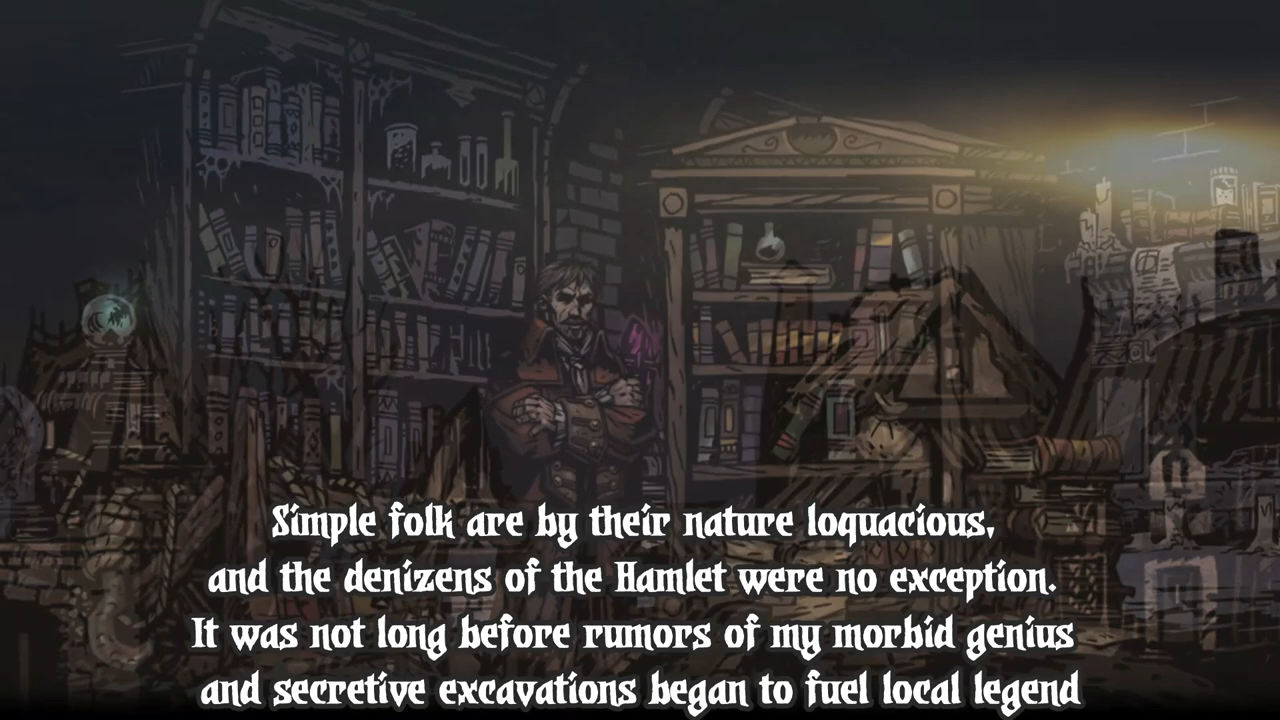 Simple folk are by their nature loquacious,
and the denizens of the Hamlet were no exception.
It was not long before rumors of my morbid genius
and secretive excavations began to fuel local legend